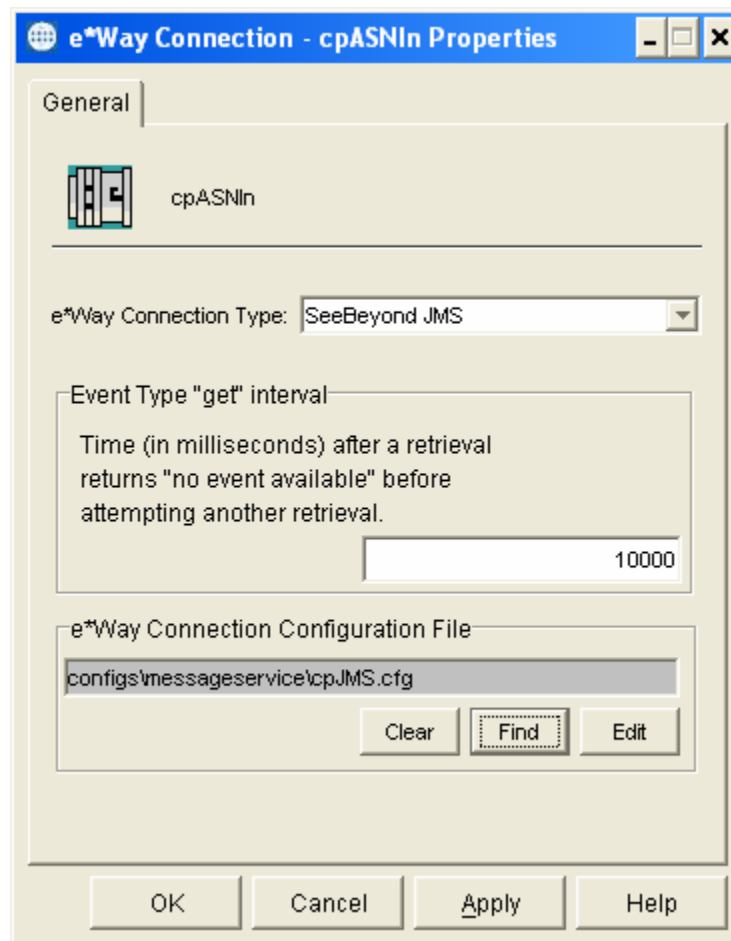 e*Way Connection - cpASNIn Properties
General
cpASNIn
e*Way Connection Type: SeeBeyond JMS
Event Type "get" interval
Time (in milliseconds) after a retrieval
returns "no event available" before
attempting another retrieval.
10000
e*Way Connection Configuration File
configs\messageservice\cpJMS.cfg
Clear Find Edit
OK Cancel Apply Help